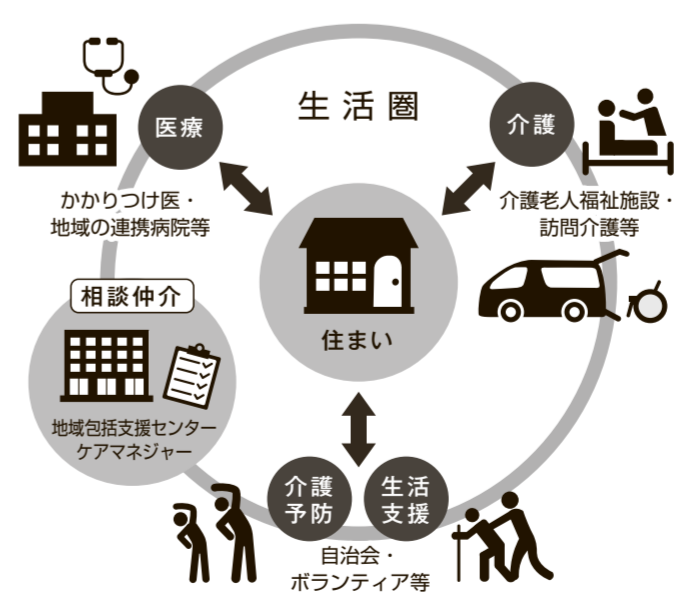 生活圏
医療
介護
かかりつけ医・
地域の連携病院等
介護老人福祉施設・
訪問介護等
相談仲介
住まい
地域包括支援センター
ケアマネジャー
介護
予防
生活
支援
自治会・
ボランティア等